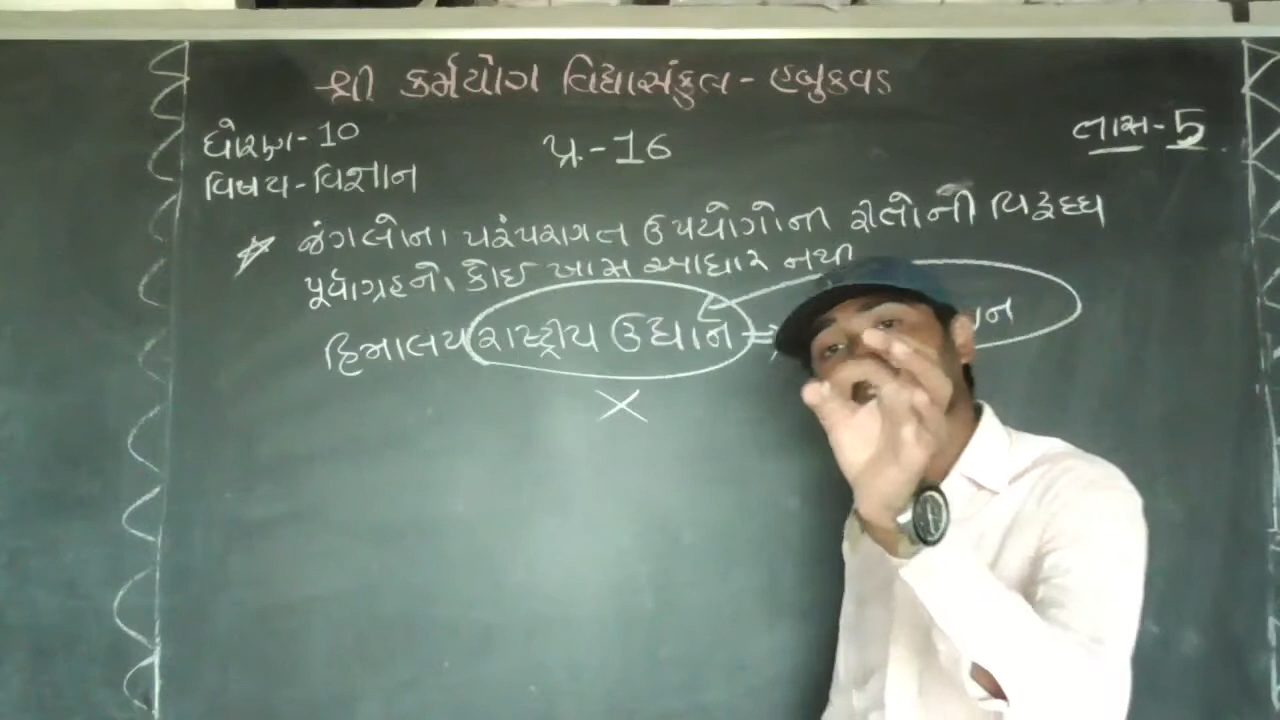 શ્રી કર્મયોગ વિદ્યાસંકુલ - હબુકવડ
ધોરણ - 10
પ્ર. - 16
તાસ - 5
વિષય - વિજ્ઞાન
જંગલોના પરંપરાગત ઉપયોગોની રીતોની વિરૂદ્ધ
પૂર્વાગ્રહનો કોઈ ખાસ આધાર નથી
હિમાલય રાષ્ટ્રીય ઉદ્યાન =
×